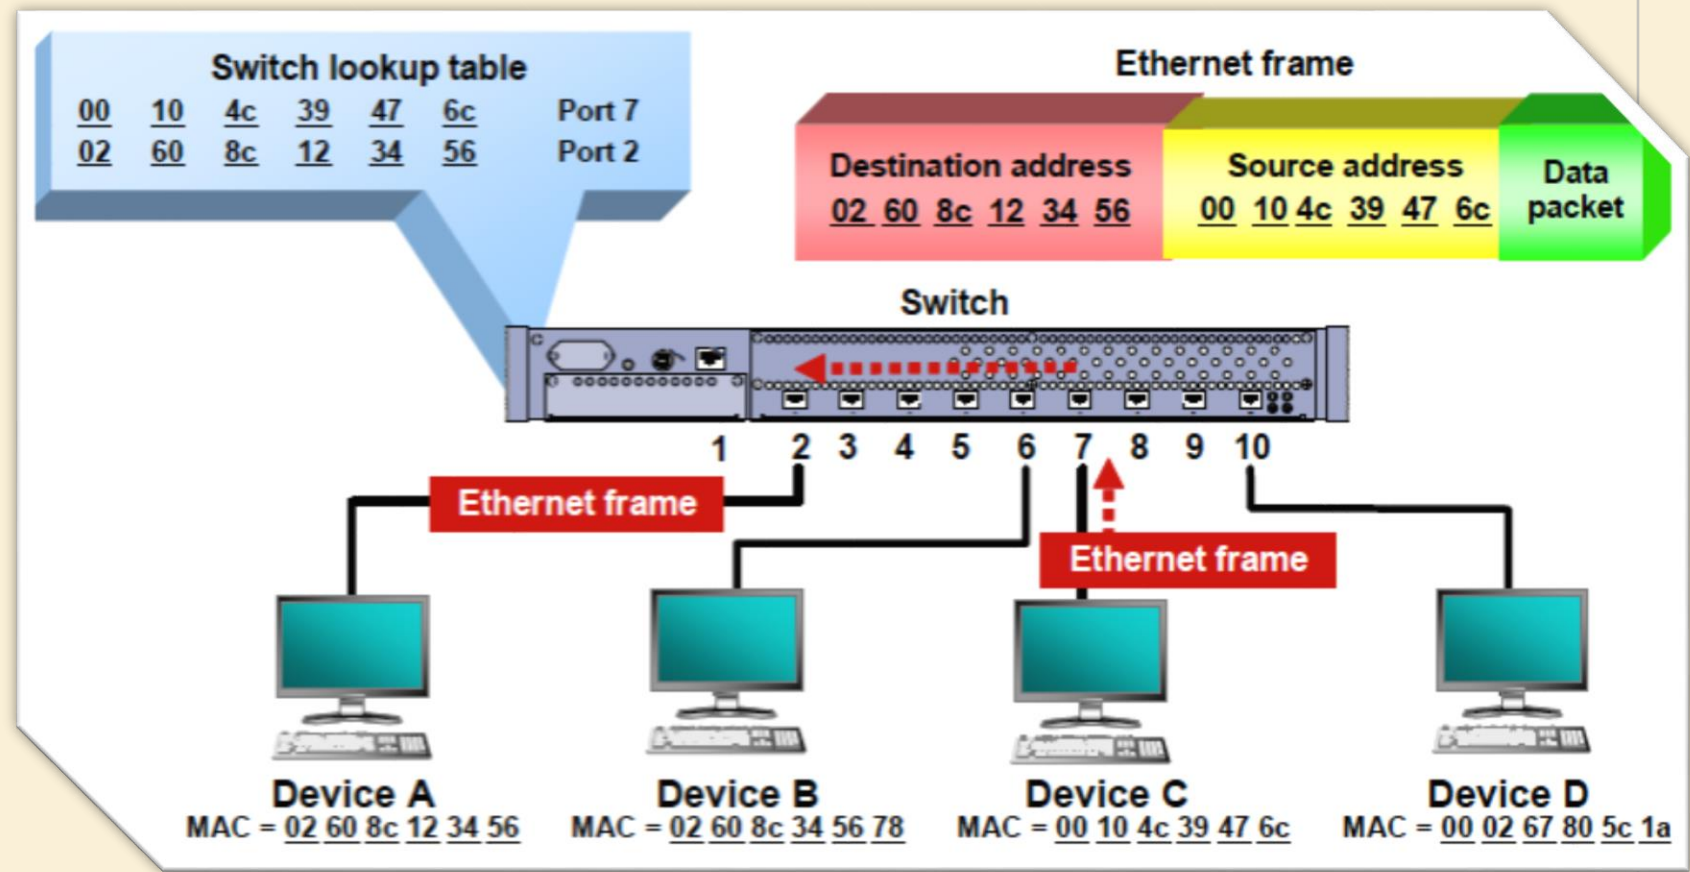 Switch lookup table
00 10 4c 39 47 6c Port 7
02 60 8c 12 34 56 Port 2
Ethernet frame
Destination address
02 60 8c 12 34 56
Source address
00 10 4c 39 47 6c
Data
packet
Switch
1 2 3 4 5 6 7 8 9 10
Ethernet frame
Ethernet frame
Device A
MAC = 02 60 8c 12 34 56
Device B
MAC = 02 60 8c 34 56 78
Device C
MAC = 00 10 4c 39 47 6c
Device D
MAC = 00 02 67 80 5c 1a